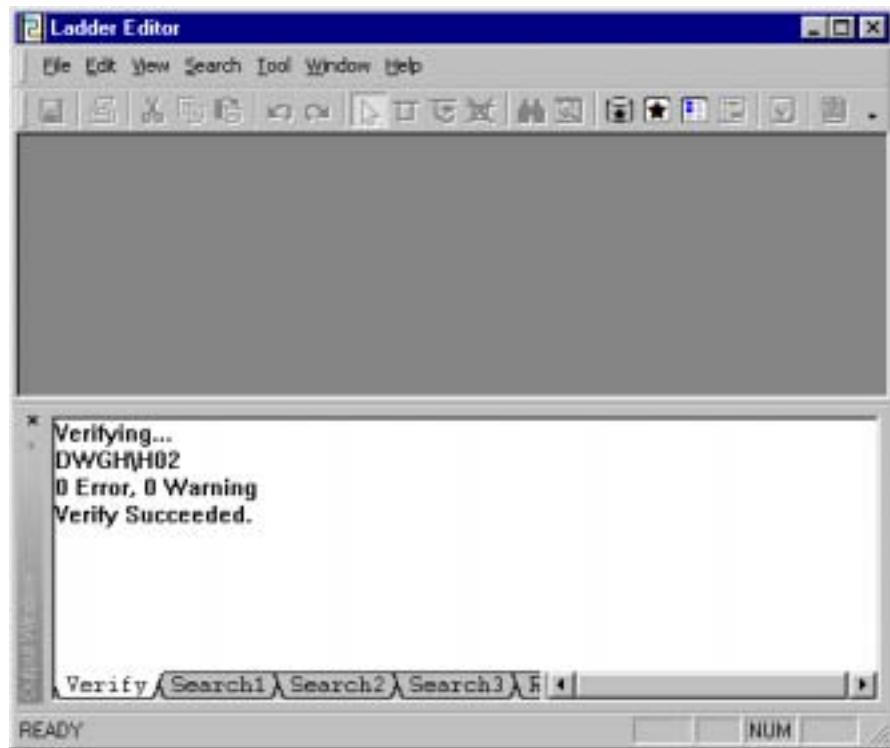 Ladder Editor
File Edit View Search Tool Window Help
Verifying...
DWGH\H02
0 Error, 0 Warning
Verify Succeeded.
Verify Search1 Search2 Search3
READY NUM